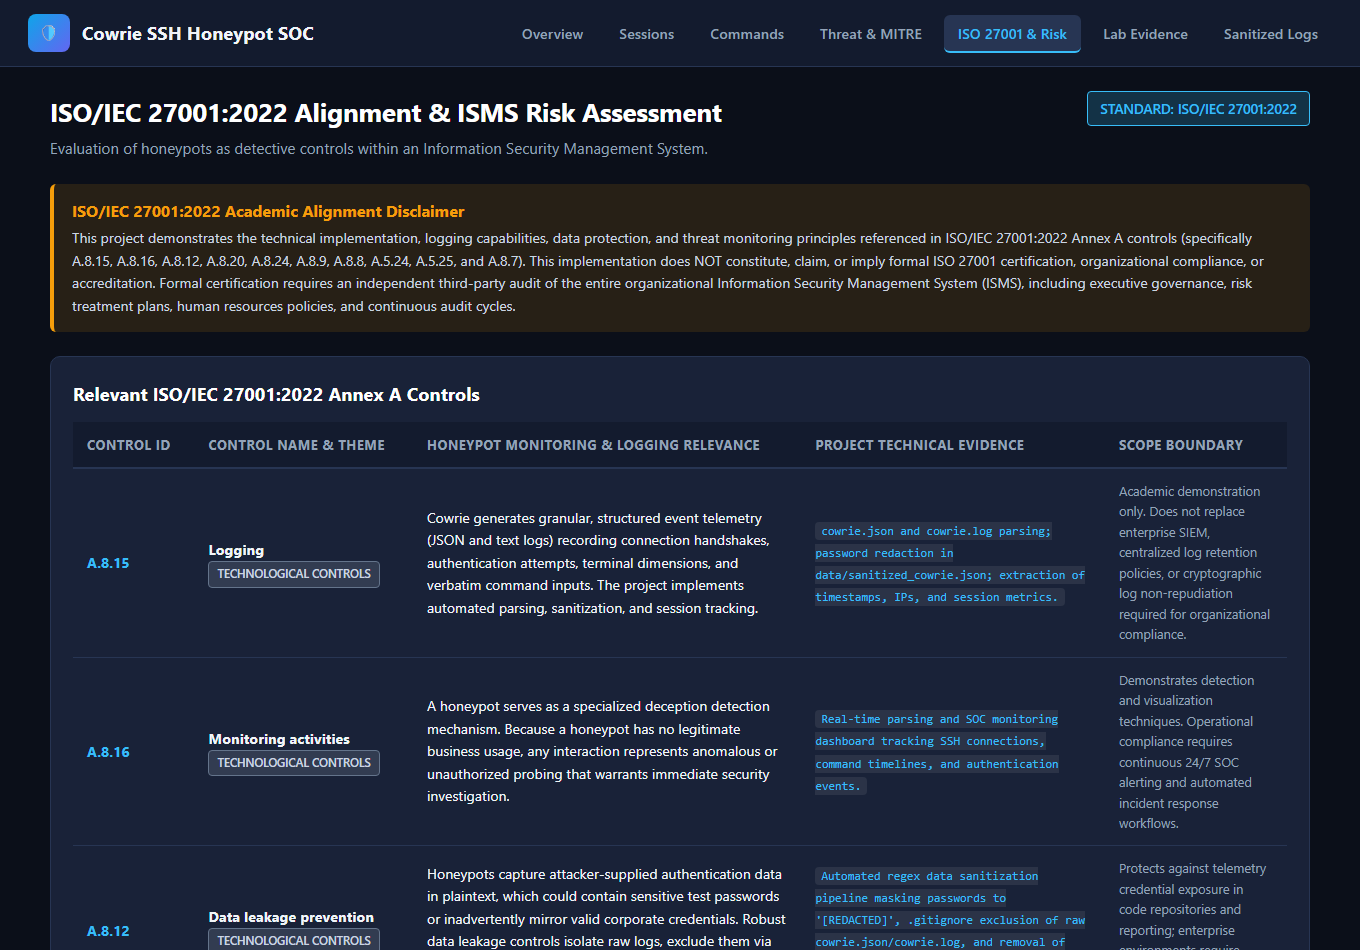 Cowrie SSH Honeypot SOC
Overview
Sessions
Commands
Threat & MITRE
ISO 27001 & Risk
Lab Evidence
Sanitized Logs
ISO/IEC 27001:2022 Alignment & ISMS Risk Assessment
STANDARD: ISO/IEC 27001:2022
Evaluation of honeypots as detective controls within an Information Security Management System.
ISO/IEC 27001:2022 Academic Alignment Disclaimer
This project demonstrates the technical implementation, logging capabilities, data protection, and threat monitoring principles referenced in ISO/IEC 27001:2022 Annex A controls (specifically
A.8.15, A.8.16, A.8.12, A.8.20, A.8.24, A.8.9, A.8.8, A.5.24, A.5.25, and A.8.7). This implementation does NOT constitute, claim, or imply formal ISO 27001 certification, organizational compliance, or
accreditation. Formal certification requires an independent third-party audit of the entire organizational Information Security Management System (ISMS), including executive governance, risk
treatment plans, human resources policies, and continuous audit cycles.
Relevant ISO/IEC 27001:2022 Annex A Controls
CONTROL ID
CONTROL NAME & THEME
HONEYPOT MONITORING & LOGGING RELEVANCE
PROJECT TECHNICAL EVIDENCE
SCOPE BOUNDARY
A.8.15
Logging
TECHNOLOGICAL CONTROLS
Cowrie generates granular, structured event telemetry
(JSON and text logs) recording connection handshakes,
authentication attempts, terminal dimensions, and
verbatim command inputs. The project implements
automated parsing, sanitization, and session tracking.
cowrie.json and cowrie.log parsing;
password redaction in
data/sanitized_cowrie.json; extraction of
timestamps, IPs, and session metrics.
Academic demonstration
only. Does not replace
enterprise SIEM,
centralized log retention
policies, or cryptographic
log non-repudiation
required for organizational
compliance.
A.8.16
Monitoring activities
TECHNOLOGICAL CONTROLS
A honeypot serves as a specialized deception detection
mechanism. Because a honeypot has no legitimate
business usage, any interaction represents anomalous or
unauthorized probing that warrants immediate security
investigation.
Real-time parsing and SOC monitoring
dashboard tracking SSH connections,
command timelines, and authentication
events.
Demonstrates detection
and visualization
techniques. Operational
compliance requires
continuous 24/7 SOC
alerting and automated
incident response
workflows.
A.8.12
Data leakage prevention
TECHNOLOGICAL CONTROLS
Honeypots capture attacker-supplied authentication data
in plaintext, which could contain sensitive test passwords
or inadvertently mirror valid corporate credentials. Robust
data leakage controls isolate raw logs, exclude them via
Automated regex data sanitization
pipeline masking passwords to
'[REDACTED]', .gitignore exclusion of raw
cowrie.json/cowrie.log, and removal of
Protects against telemetry
credential exposure in
code repositories and
reporting; enterprise
environments require